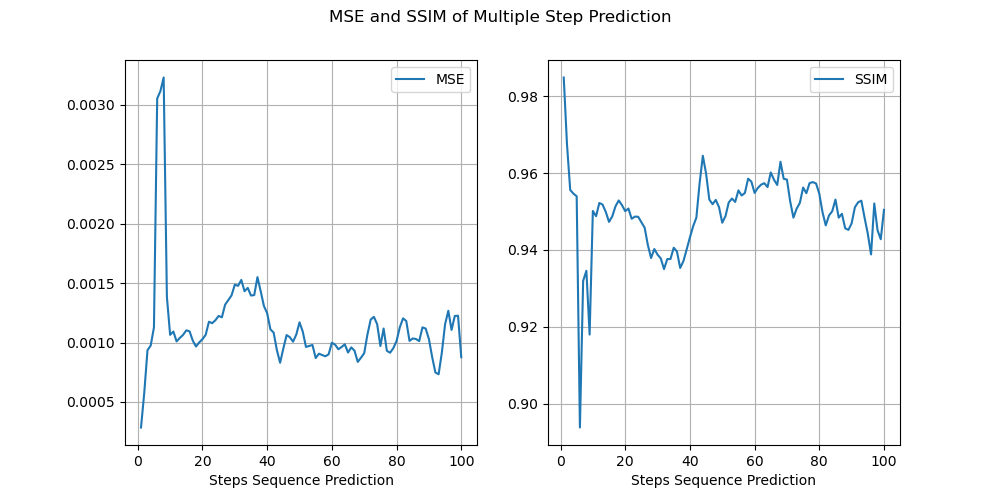 MSE and SSIM of Multiple Step Prediction
MSE
0.0030
0.0025
0.0020
0.0015
0.0010
0.0005
0 20 40 60 80 100
Steps Sequence Prediction
SSIM
0.98
0.96
0.94
0.92
0.90
0 20 40 60 80 100
Steps Sequence Prediction